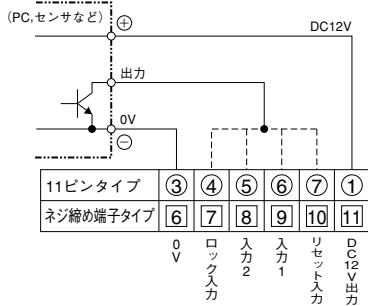 (PC,センサなど)
⊕
DC12V
出力
0V
⊖
11ピンタイプ ③ ④ ⑤ ⑥ ⑦ ①
ネジ締め端子タイプ 6 7 8 9 10 11
0V
ロック入力
入力2
入力1
リセット入力
DC12V出力